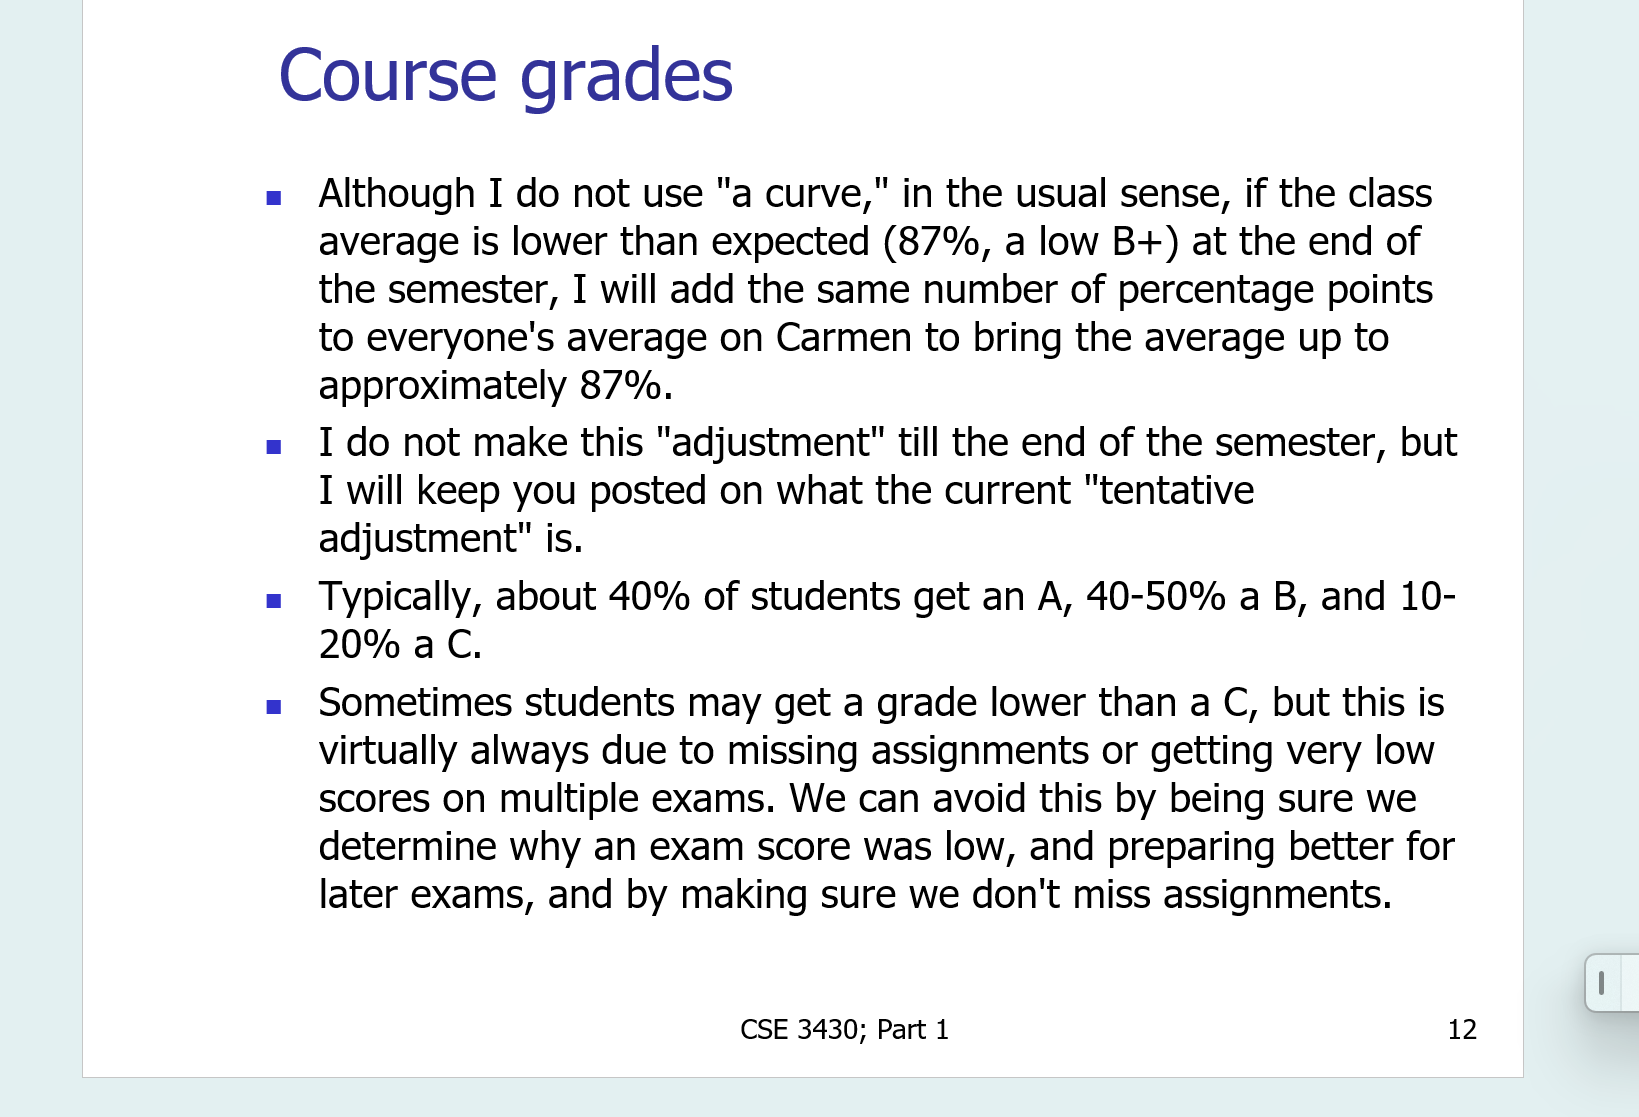 Course grades
Although I do not use "a curve," in the usual sense, if the class
average is lower than expected (87%, a low B+) at the end of
the semester, I will add the same number of percentage points
to everyone's average on Carmen to bring the average up to
approximately 87%.
I do not make this "adjustment" till the end of the semester, but
I will keep you posted on what the current "tentative
adjustment" is.
Typically, about 40% of students get an A, 40-50% a B, and 10-
20% a C.
Sometimes students may get a grade lower than a C, but this is
virtually always due to missing assignments or getting very low
scores on multiple exams. We can avoid this by being sure we
determine why an exam score was low, and preparing better for
later exams, and by making sure we don't miss assignments.
CSE 3430; Part 1
12